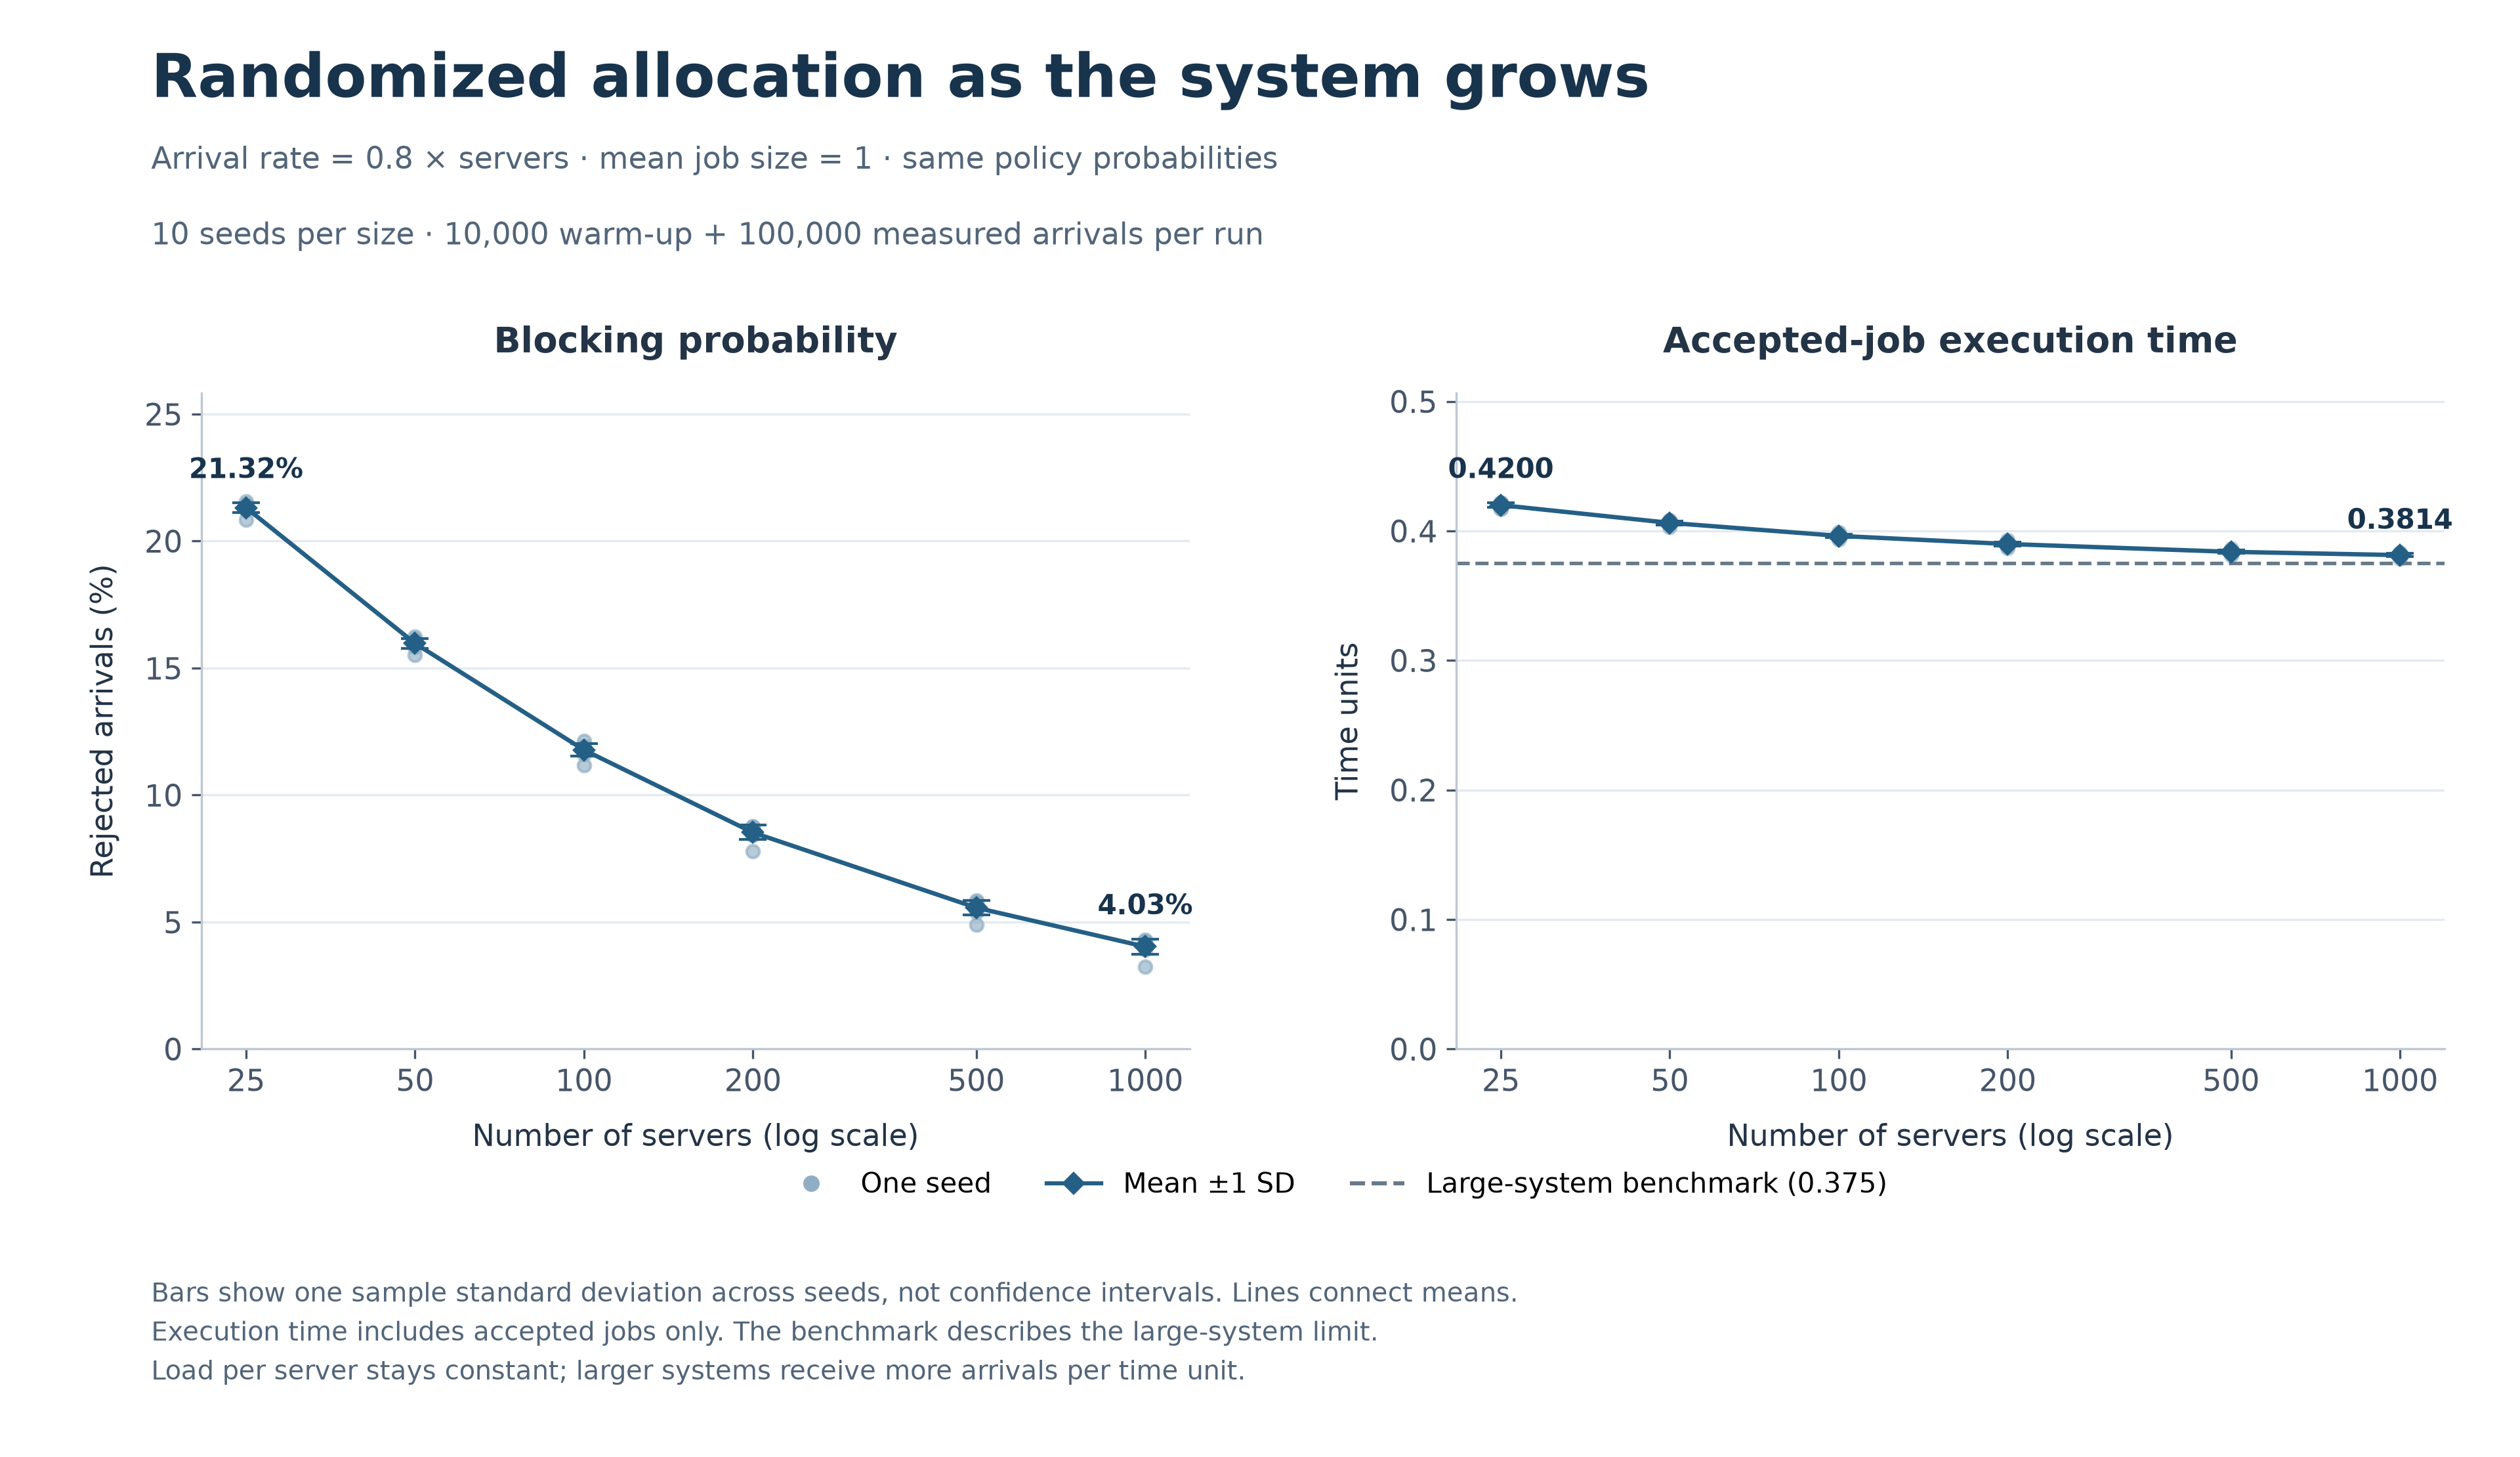 Randomized allocation as the system grows
Arrival rate = 0.8 × servers · mean job size = 1 · same policy probabilities
10 seeds per size · 10,000 warm-up + 100,000 measured arrivals per run
Blocking probability
Rejected arrivals (%)
25
20
15
10
5
0
21.32%
4.03%
25 50 100 200 500 1000
Number of servers (log scale)
Accepted-job execution time
Time units
0.5
0.4
0.3
0.2
0.1
0.0
0.4200
0.3814
25 50 100 200 500 1000
Number of servers (log scale)
One seed Mean ±1 SD Large-system benchmark (0.375)
Bars show one sample standard deviation across seeds, not confidence intervals. Lines connect means.
Execution time includes accepted jobs only. The benchmark describes the large-system limit.
Load per server stays constant; larger systems receive more arrivals per time unit.